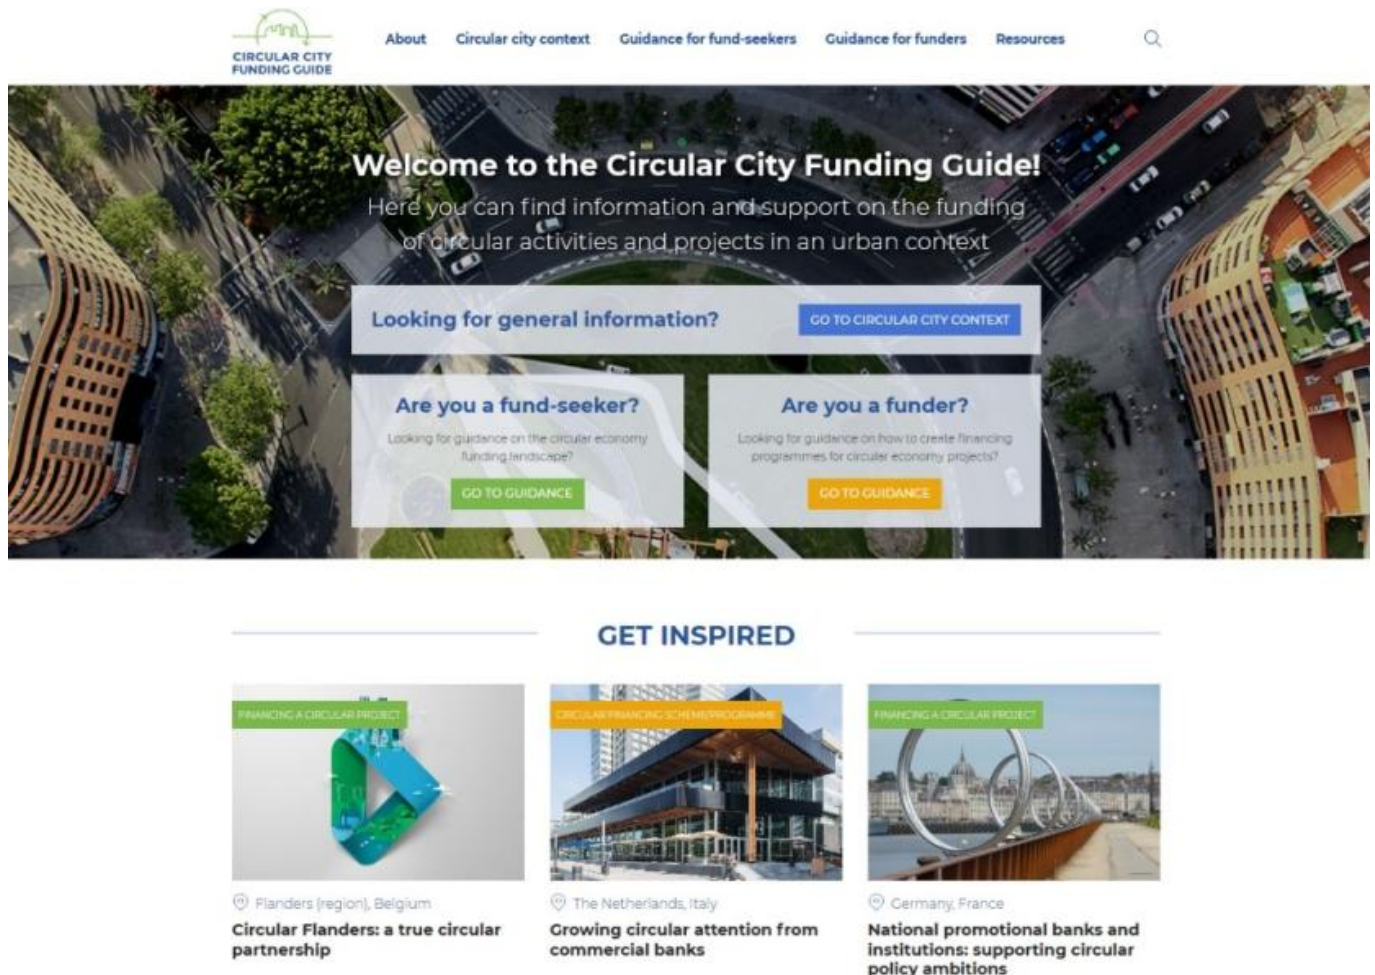 CIRCULAR CITY
FUNDING GUIDE
About Circular city context Guidance for fund-seekers Guidance for funders Resources
Welcome to the Circular City Funding Guide!
Here you can find information and support on the funding
of circular activities and projects in an urban context
Looking for general information?
GO TO CIRCULAR CITY CONTEXT
Are you a fund-seeker?
Looking for guidance on the circular economy
funding landscape?
GO TO GUIDANCE
Are you a funder?
Looking for guidance on how to create financing
programmes for circular economy projects?
GO TO GUIDANCE
GET INSPIRED
FINANCING A CIRCULAR PROJECT
Flanders (region), Belgium
Circular Flanders: a true circular
partnership
CIRCULAR FINANCING SCHEME/PROGRAMME
The Netherlands, Italy
Growing circular attention from
commercial banks
FINANCING A CIRCULAR PROJECT
Germany, France
National promotional banks and
institutions: supporting circular
policy ambitions